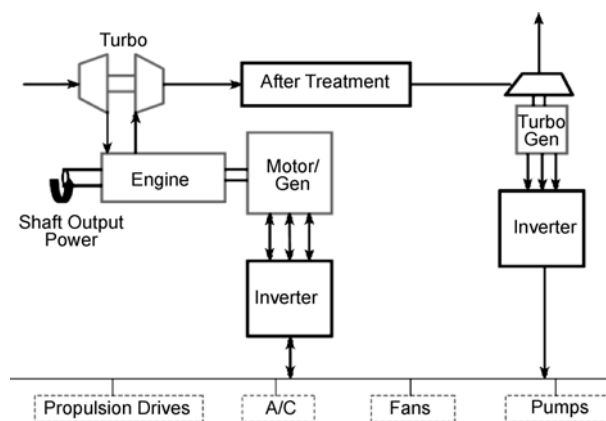 Turbo
After Treatment
Turbo
Gen
Engine
Motor/
Gen
Shaft Output
Power
Inverter
Inverter
Propulsion Drives
A/C
Fans
Pumps